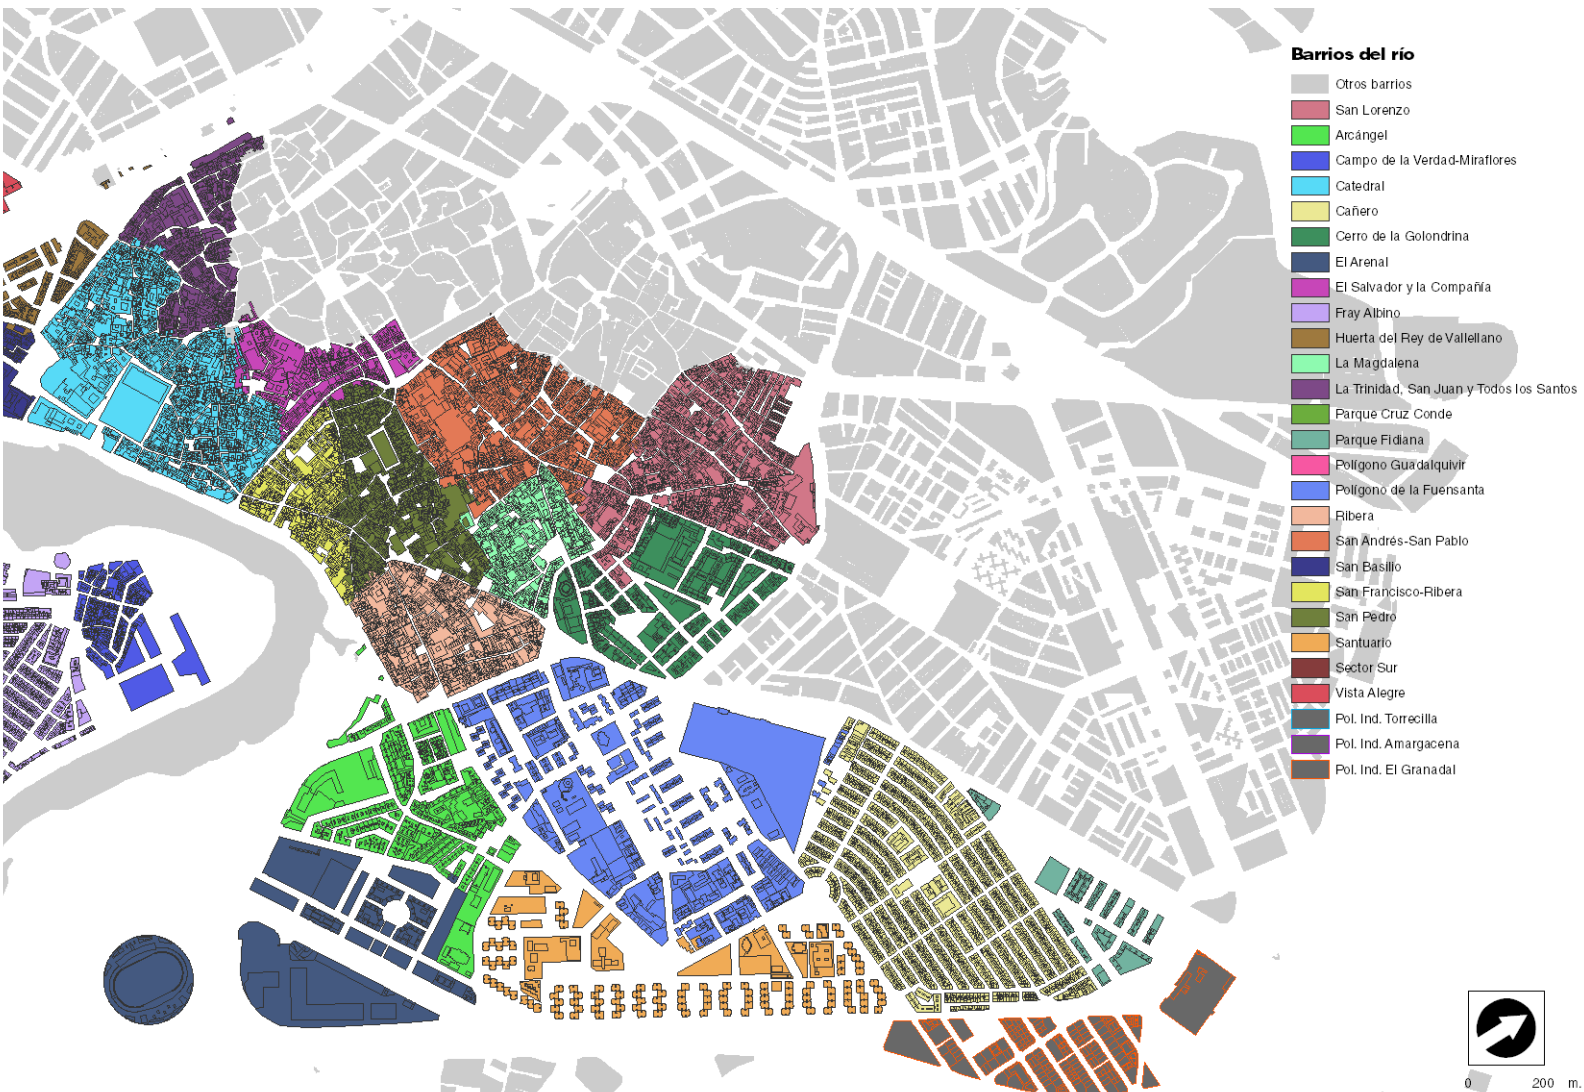 Barrios del río
Otros barrios
San Lorenzo
Arcángel
Campo de la Verdad-Miraflores
Catedral
Cañero
Cerro de la Golondrina
El Arenal
El Salvador y la Compañía
Fray Albino
Huerta del Rey de Vallellano
La Magdalena
La Trinidad, San Juan y Todos los Santos
Parque Cruz Conde
Parque Fidiana
Polígono Guadalquivir
Polígono de la Fuensanta
Ribera
San Andrés-San Pablo
San Basilio
San Francisco-Ribera
San Pedro
Santuario
Sector Sur
Vista Alegre
Pol. Ind. Torrecilla
Pol. Ind. Amargacena
Pol. Ind. El Granadal
0 200 m.